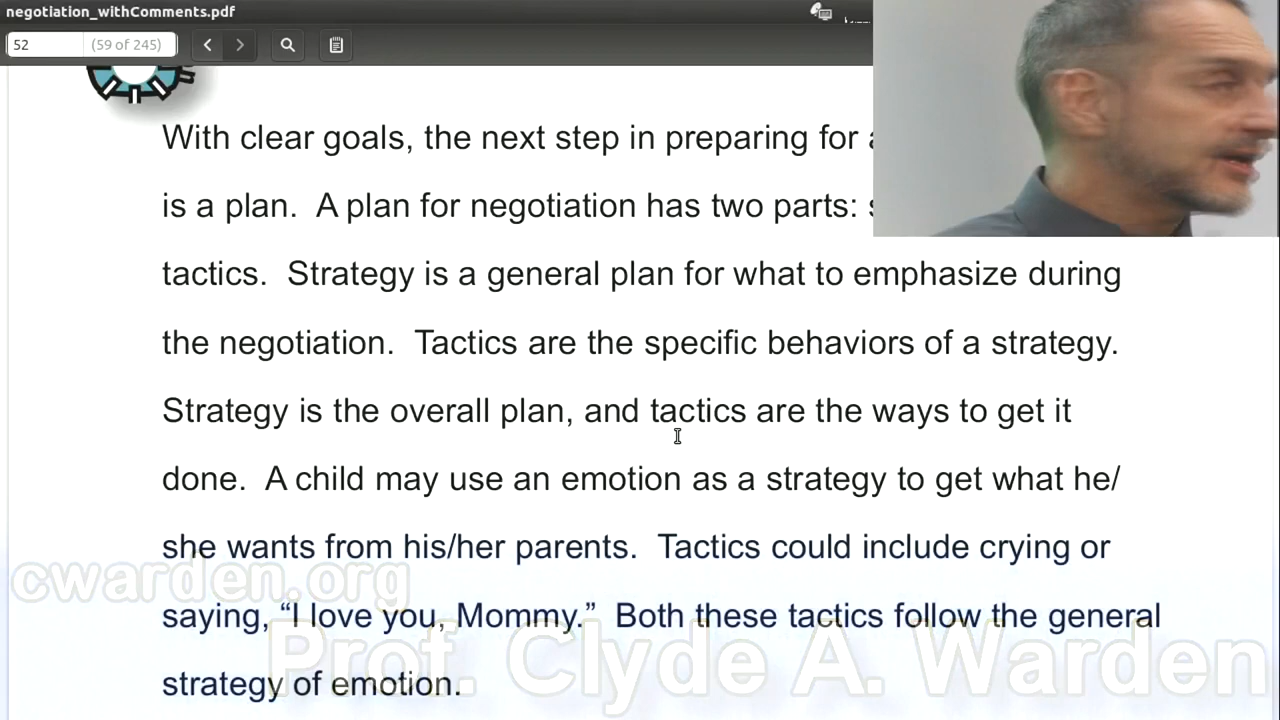 negotiation_withComments.pdf
52 (59 of 245)
With clear goals, the next step in preparing for
is a plan. A plan for negotiation has two parts:
tactics. Strategy is a general plan for what to emphasize during
the negotiation. Tactics are the specific behaviors of a strategy.
Strategy is the overall plan, and tactics are the ways to get it
done. A child may use an emotion as a strategy to get what he/
she wants from his/her parents. Tactics could include crying or
cwarden.org
saying, “I love you, Mommy.” Both these tactics follow the general
Prof. Clyde A. Warden
strategy of emotion.